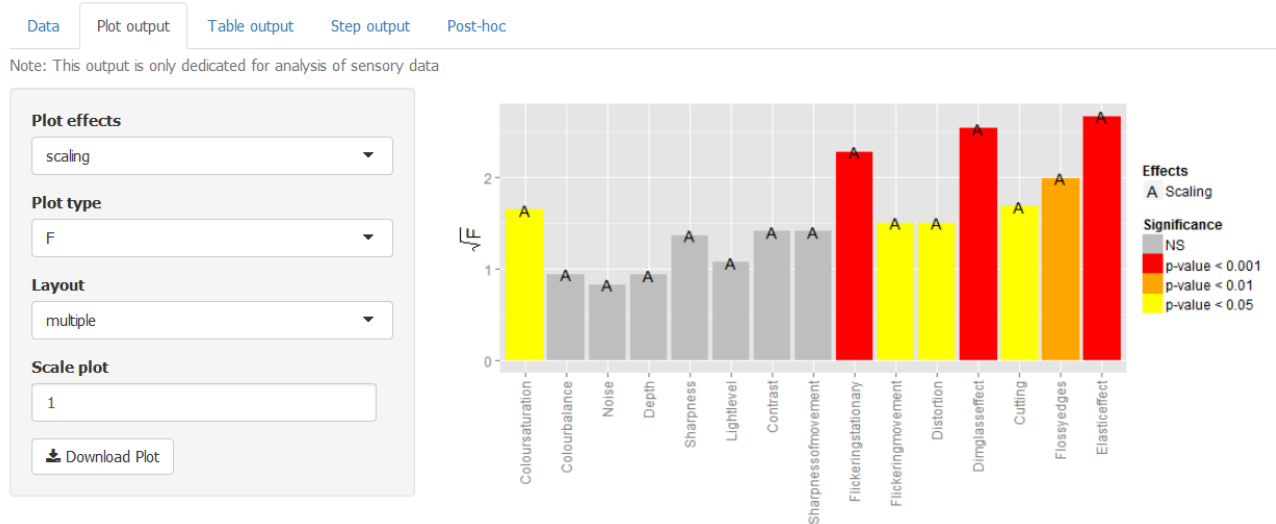 Data Plot output Table output Step output Post-hoc
Note: This output is only dedicated for analysis of sensory data
Plot effects
scaling
Plot type
F
Layout
multiple
Scale plot
1
Download Plot
√F
2
1
0
A A A A A A A A A A A A A A A
Coloursaturation
Colourbalance
Noise
Depth
Sharpness
Lightlevel
Contrast
Sharpnessofmovement
Flickeringstationary
Flickeringmovement
Distortion
Dimglasseffect
Cutting
Flossyedges
Elasticeffect
Effects
A Scaling
Significance
NS
p-value < 0.001
p-value < 0.01
p-value < 0.05